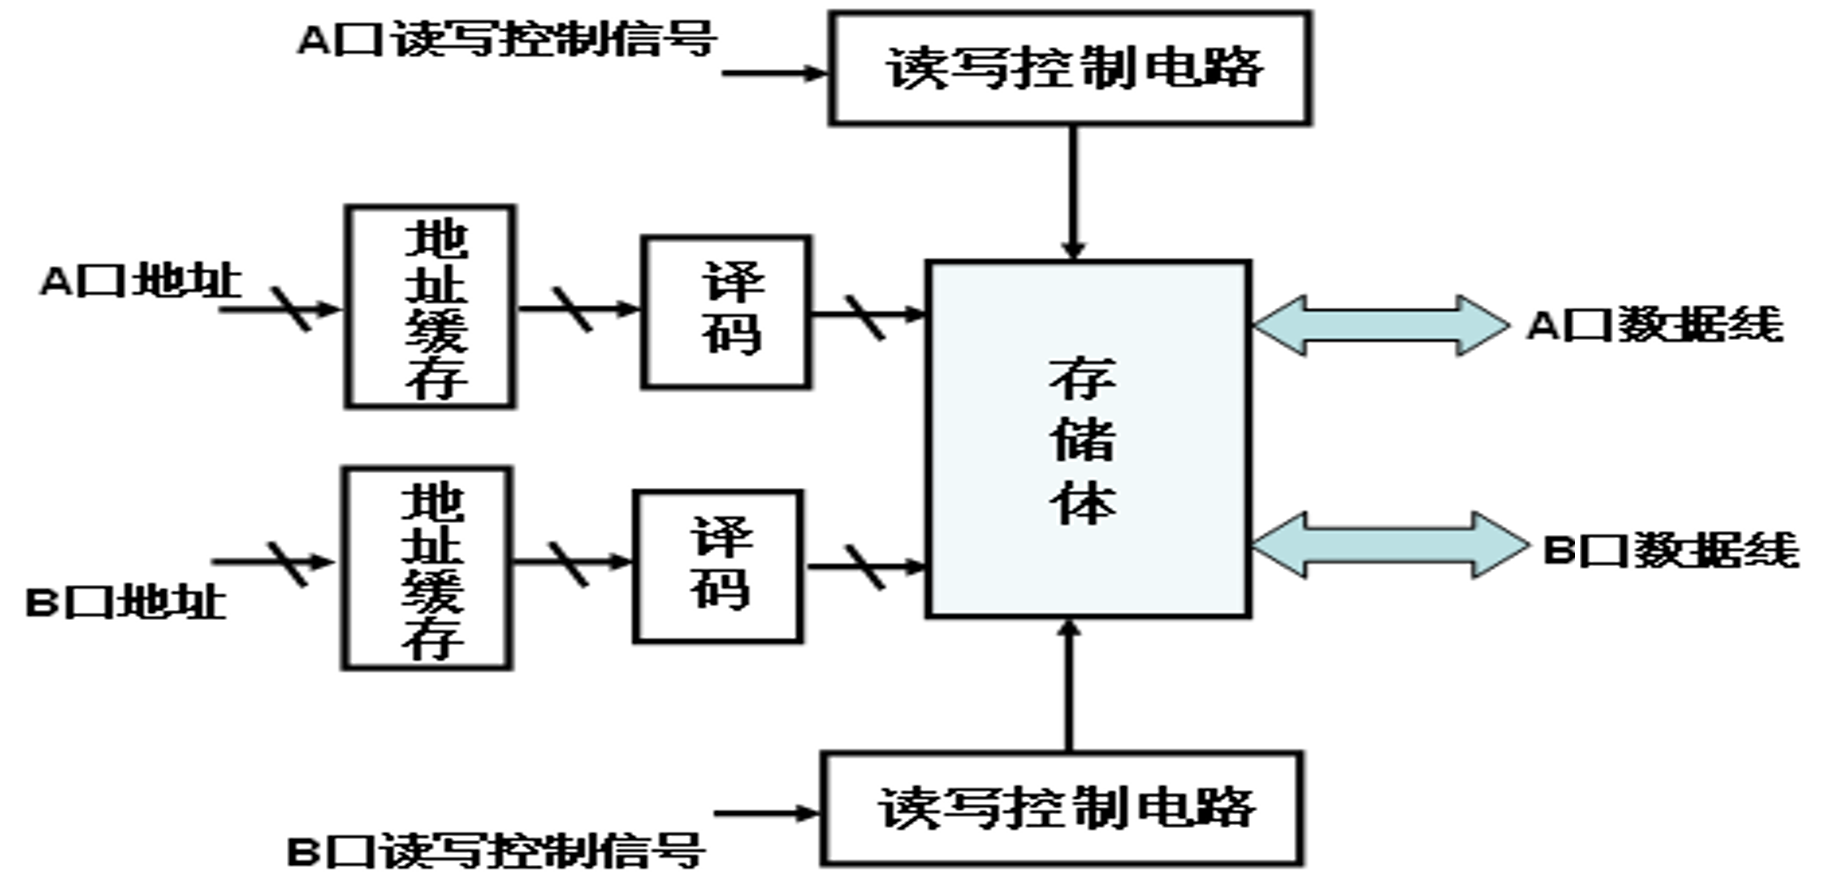 A口读写控制信号
读写控制电路
A口地址
地址缓存
译码
存储体
A口数据线
B口地址
地址缓存
译码
B口数据线
B口读写控制信号
读写控制电路